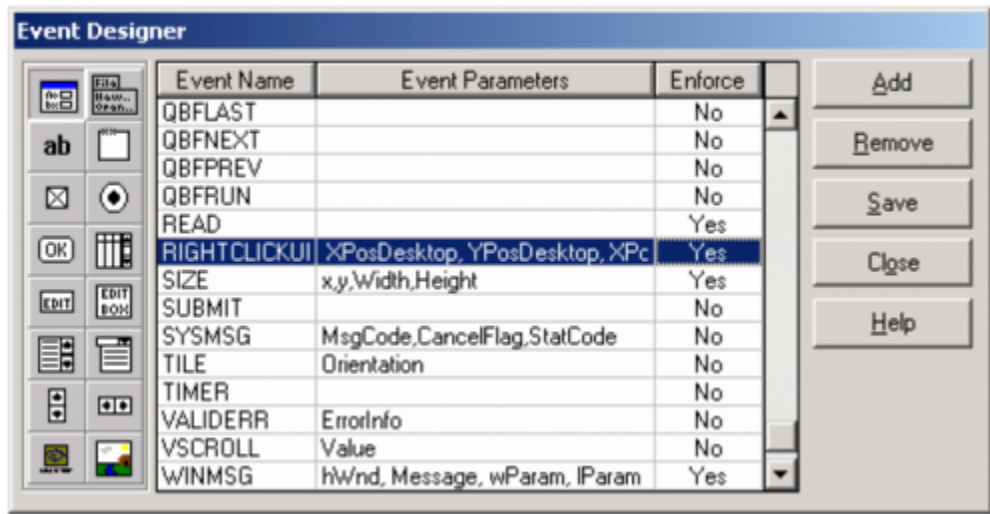 Event Designer
File
New..
Open..
ab
OK
EDIT
EDIT
BOX
Event Name Event Parameters Enforce
QBFLAST No
QBFNEXT No
QBFPREV No
QBFRUN No
READ Yes
RIGHTCLICKUI XPosDesktop, YPosDesktop, XPc Yes
SIZE x,y,Width,Height Yes
SUBMIT No
SYSMSG MsgCode,CancelFlag,StatCode No
TILE Orientation No
TIMER No
VALIDERR ErrorInfo No
VSCROLL Value No
WINMSG hWnd, Message, wParam, lParam Yes
Add
Remove
Save
Close
Help